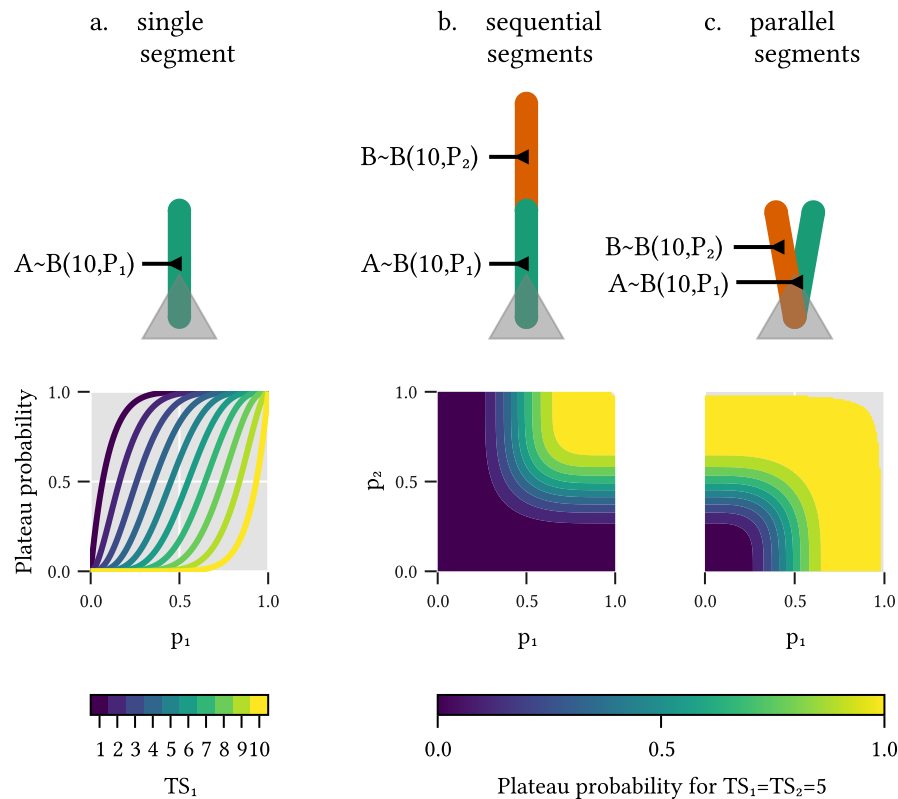 a. single
segment
b. sequential
segments
c. parallel
segments
B~B(10,P₂)
A~B(10,P₁)
A~B(10,P₁)
B~B(10,P₂)
A~B(10,P₁)
Plateau probability
1.0
0.5
0.0
0.0 0.5 1.0
p₁
p₂
1.0
0.5
0.0
0.0 0.5 1.0
p₁
0.0 0.5 1.0
p₁
1 2 3 4 5 6 7 8 9 10
TS₁
0.0 0.5 1.0
Plateau probability for TS₁=TS₂=5